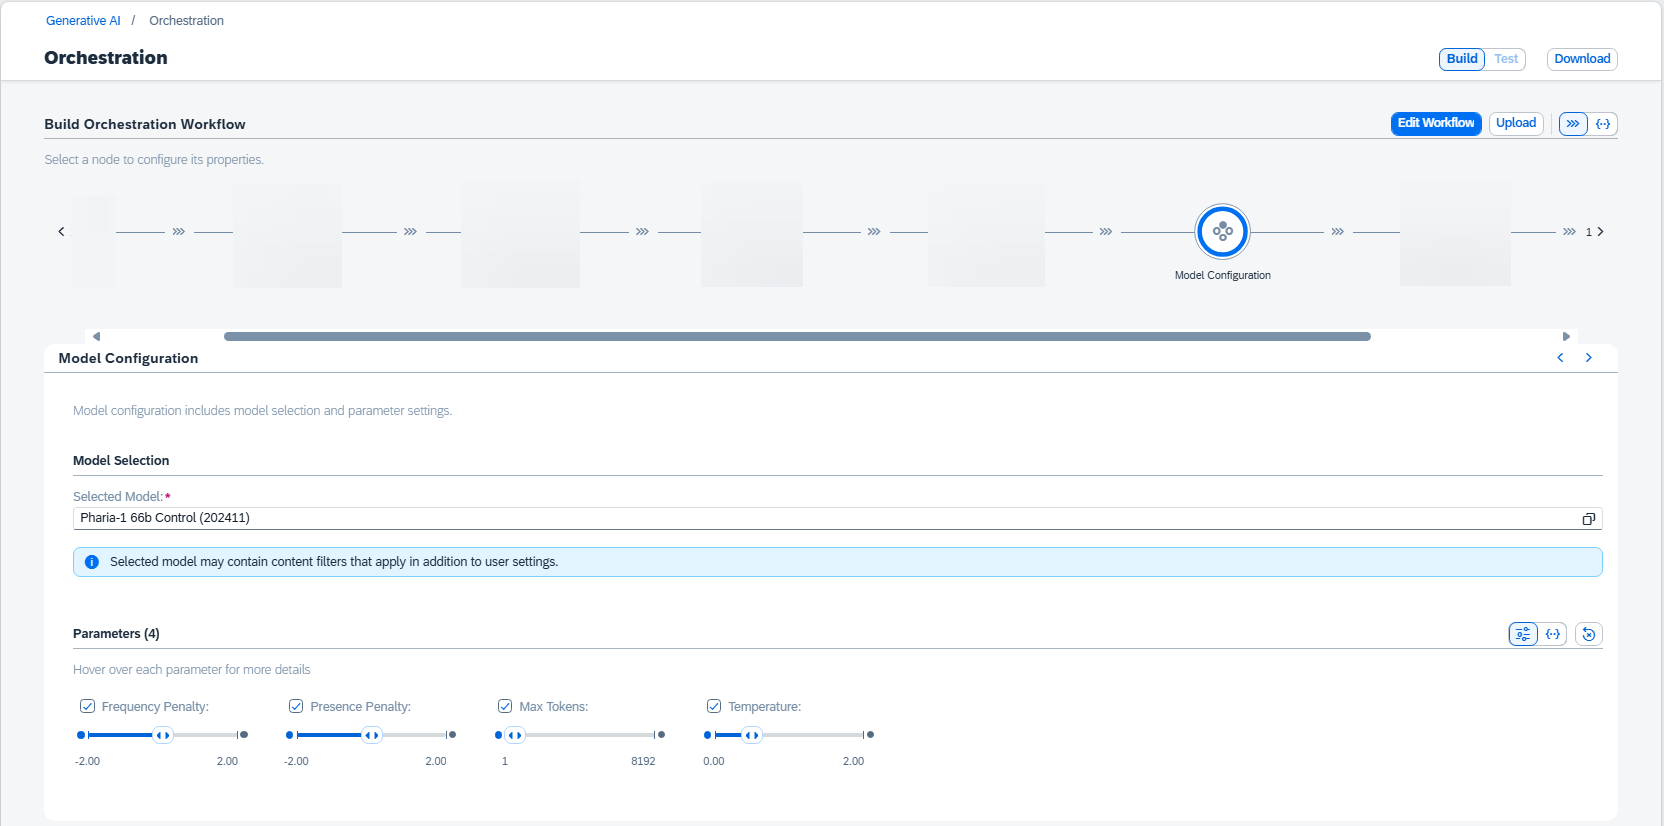 Generative AI / Orchestration
Orchestration
Build Test Download
Build Orchestration Workflow
Edit Workflow Upload
Select a node to configure its properties.
1
Model Configuration
Model Configuration
Model configuration includes model selection and parameter settings.
Model Selection
Selected Model:*
Pharia-1 66b Control (202411)
Selected model may contain content filters that apply in addition to user settings.
Parameters (4)
Hover over each parameter for more details
Frequency Penalty: Presence Penalty: Max Tokens: Temperature:
-2.00 2.00 -2.00 2.00 1 8192 0.00 2.00